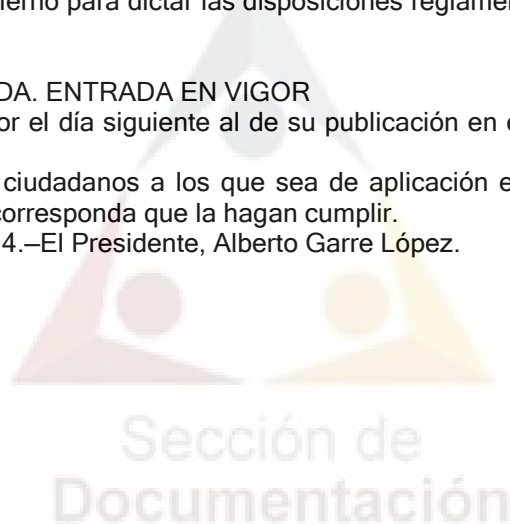 ierno para dictar las disposiciones reglamen
DA. ENTRADA EN VIGOR
or el día siguiente al de su publicación en
ciudadanos a los que sea de aplicación e
corresponda que la hagan cumplir.
4.–El Presidente, Alberto Garre López.
Sección de
Documentación